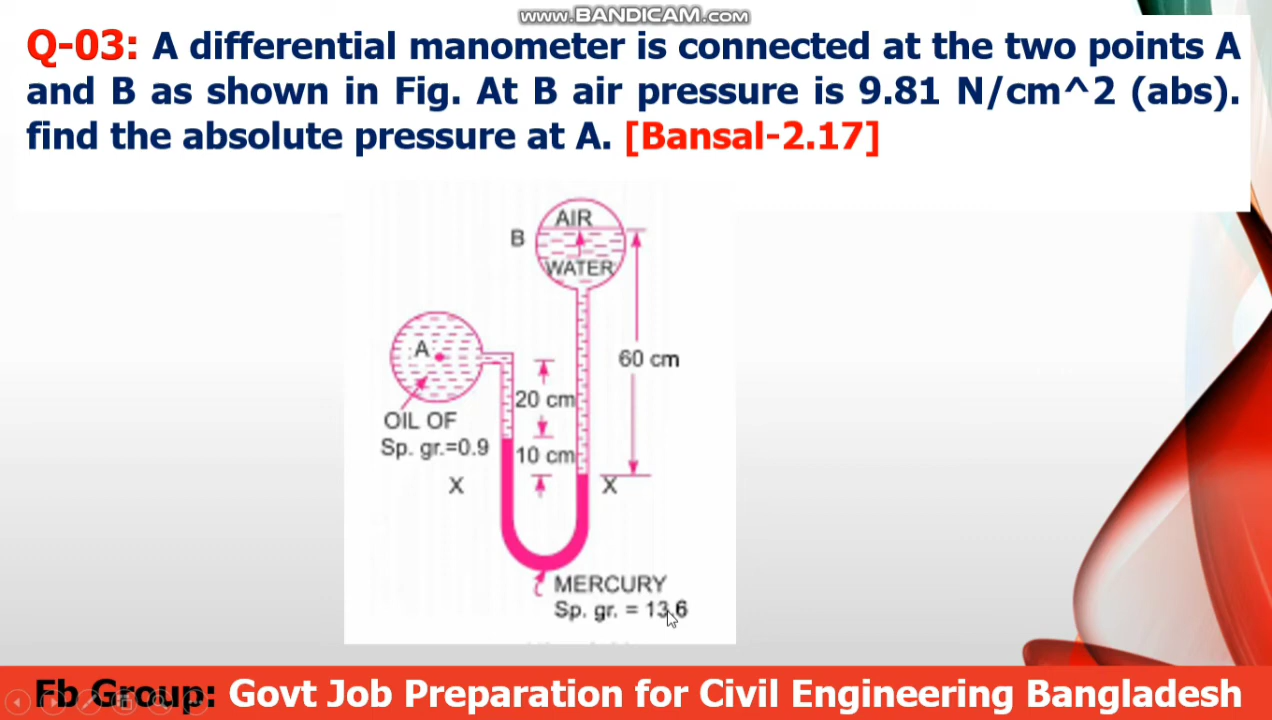 www.BANDICAM.com
Q-03: A differential manometer is connected at the two points A
and B as shown in Fig. At B air pressure is 9.81 N/cm^2 (abs).
find the absolute pressure at A. [Bansal-2.17]
AIR
B
WATER
A
60 cm
20 cm
OIL OF
Sp. gr.=0.9
10 cm
X
X
MERCURY
Sp. gr. = 13.6
Fb Group: Govt Job Preparation for Civil Engineering Bangladesh